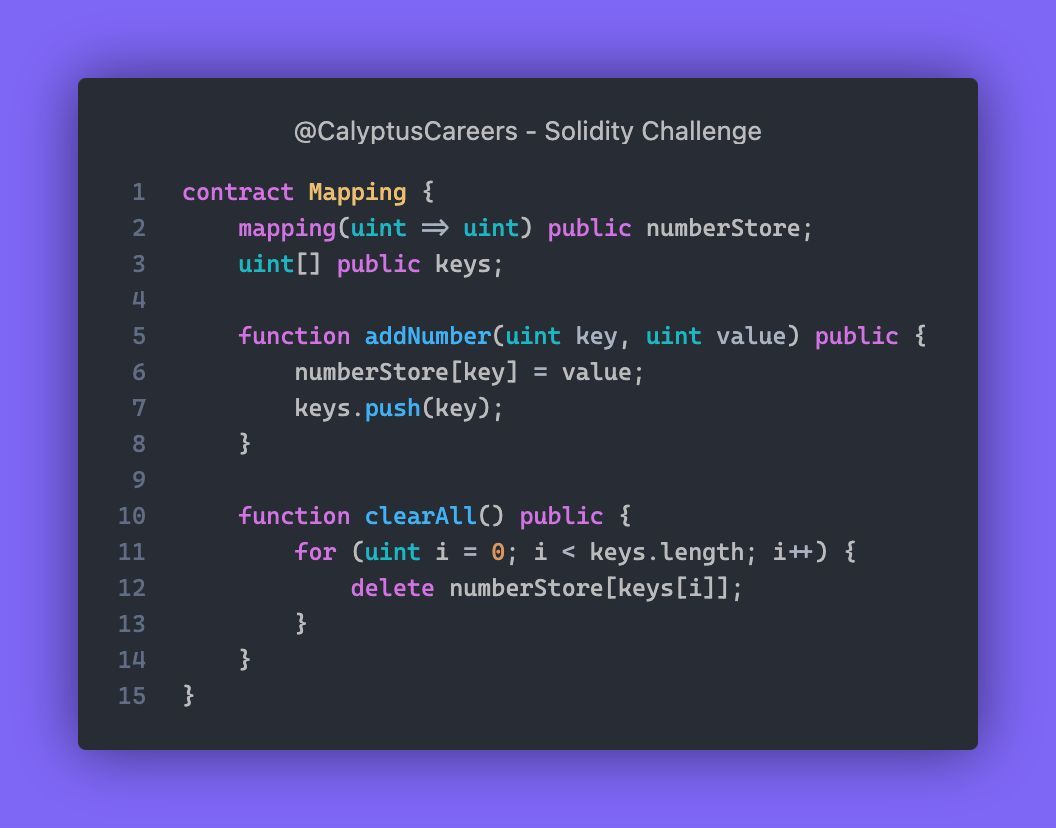 @CalyptusCareers - Solidity Challenge
1 contract Mapping {
2     mapping(uint => uint) public numberStore;
3     uint[] public keys;
4
5     function addNumber(uint key, uint value) public {
6         numberStore[key] = value;
7         keys.push(key);
8     }
9
10     function clearAll() public {
11         for (uint i = 0; i < keys.length; i++) {
12             delete numberStore[keys[i]];
13         }
14     }
15 }